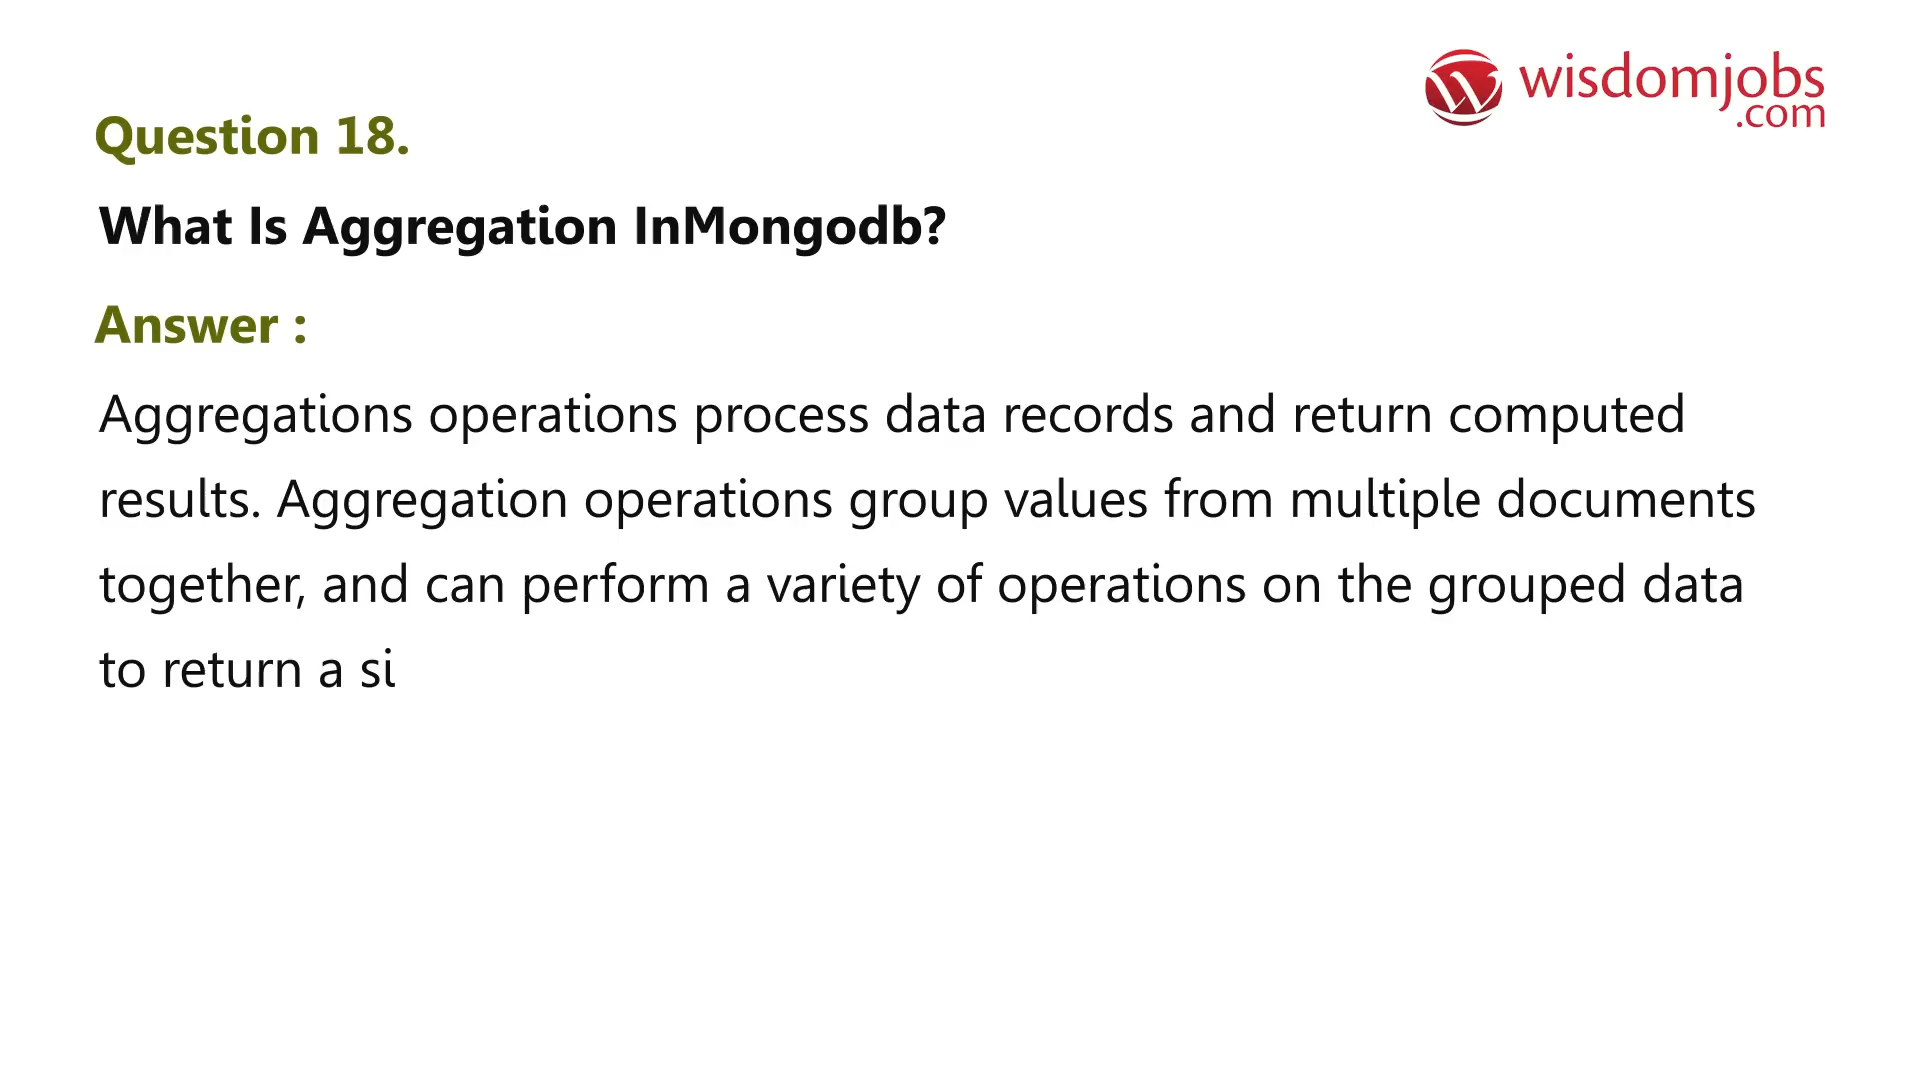 wisdomjobs
.com
Question 18.
What Is Aggregation InMongodb?
Answer :
Aggregations operations process data records and return computed
results. Aggregation operations group values from multiple documents
together, and can perform a variety of operations on the grouped data
to return a si